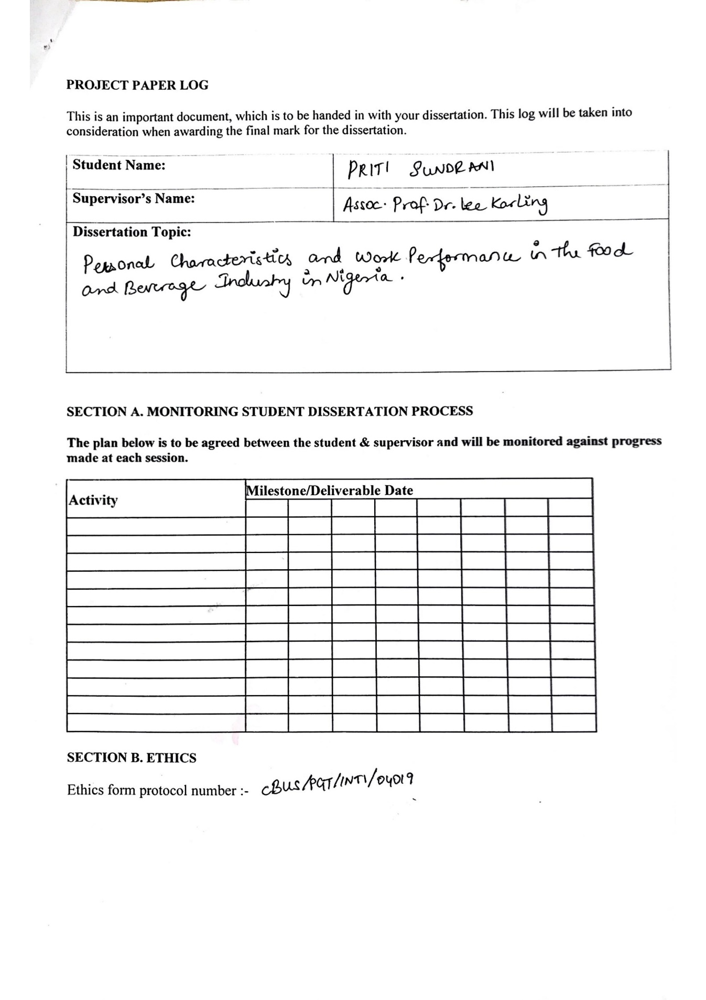 PROJECT PAPER LOG
This is an important document, which is to be handed in with your dissertation. This log will be taken into
consideration when awarding the final mark for the dissertation.
Student Name: PRITI SUNDRANI
Supervisor's Name: Assoc. Prof. Dr. Lee Karling
Dissertation Topic:
Personal Characteristics and Work Performance in the Food
and Beverage Industry in Nigeria.
SECTION A. MONITORING STUDENT DISSERTATION PROCESS
The plan below is to be agreed between the student & supervisor and will be monitored against progress
made at each session.
Activity
Milestone/Deliverable Date
SECTION B. ETHICS
Ethics form protocol number :- cBUS/PGT/INTI/04019